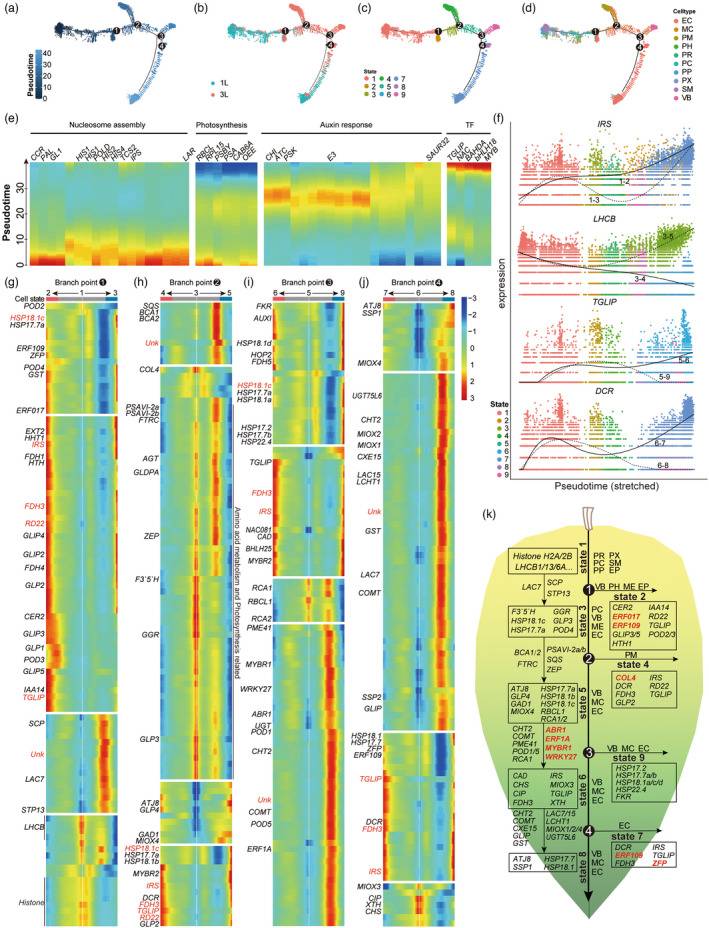 (a)
(b)
(c)
(d)
Pseudotime
40
30
20
10
0
1L
3L
State
1 4 7
2 5 8
3 6 9
Celltype
EC
MC
PM
PH
PR
PC
PP
PX
SM
VB
1
2
3
4
(e)
Nucleosome assembly
Photosynthesis
Auxin response
TF
CCR
PAL
GL1
HIS1
LAR
RBCL
RPL15
CAB6A
OEE
CHI
ATC
PSK
E3
SAUR32
TGLIP
NAC
MYB
Pseudotime
0 10 20 30
(f)
expression
IRS
1-2
1-3
LHCB
3-5
3-4
TGLIP
5-6
5-9
DCR
6-7
6-8
Pseudotime (stretched)
State
1
2
3
4
5
6
7
8
9
(g)
Branch point 1
Cell state
2 1 3
POD2
HSP18.1c
HSP17.7a
ERF109
ZFP
POD4
GST
ERF017
EXT2
HHT1
IRS
FDH1
HTH
FDH3
RD22
GLIP4
GLIP2
FDH4
GLP2
CER2
GLIP3
GLP1
POD3
GLIP5
IAA14
TGLIP
SCP
Unk
LAC7
STP13
LHCB
Histone
(h)
Branch point 2
4 3 5
SQS
BCA1
BCA2
Unk
COL4
PSAVI-2a
PSAVI-2b
FTRC
AGT
GLDPA
ZEP
F3'5'H
GGR
GLP3
Amino acid metabolism and Photosynthesis related
ATJ8
GLP4
GAD1
MIOX4
HSP18.1c
HSP17.7a
HSP18.1b
MYBR2
IRS
DCR
FDH3
TGLIP
RD22
GLP2
(i)
Branch point 3
6 5 9
FKR
AUXI
HSP18.1d
HOP2
FDH5
HSP18.1c
HSP17.7a
HSP18.1a
HSP17.2
HSP17.7b
HSP22.4
TGLIP
FDH3
IRS
NAC081
CAD
BHLH25
MYBR2
RCA1
RBCL1
RCA2
PME41
MYBR1
WRKY27
ABR1
UGT
POD1
CHT2
Unk
COMT
POD5
ERF1A
(j)
Branch point 4
7 6 8
ATJ8
SSP1
MIOX4
UGT75L6
CHT2
MIOX2
MIOX1
CXE15
LAC15
LCHT1
Unk
GST
LAC7
COMT
SSP2
GLIP
HSP18.1
HSP17.7
ZFP
ERF109
TGLIP
DCR
FDH3
IRS
MIOX3
CIP
XTH
CHS
-3
-2
-1
0
1
2
3
(k)
Histone H2A/2B
LHCB1/13/6A...
state 1
PR PX
PC SM
PP EP
LAC7
SCP
STP13
1
VB PH ME EP
state 2
F3'5'H GGR
HSP18.1c GLP3
HSP17.7a POD4
state 3
PC
VB
ME
EC
CER2 IAA14
ERF017 RD22
ERF109 TGLIP
GLIP3/5 POD2/3
HTH1
BCA1/2
FTRC
PSAVI-2a/b
SQS
ZEP
2
PM
state 4
COL4 IRS
DCR RD22
FDH3 TGLIP
GLP2
ATJ8 HSP17.7a
GLP4 HSP18.1b
GAD1 HSP18.1c
MIOX4 RBCL1
RCA1/2
state 5
VB
MC
EC
CHT2
COMT
PME41
POD1/5
RCA1
ABR1
ERF1A
MYBR1
WRKY27
3
VB MC EC
state 9
HSP17.2
HSP17.7a/b
HSP18.1a/c/d
HSP22.4
FKR
CAD IRS
CHS MIOX3
CIP TGLIP
FDH3 XTH
state 6
VB
MC
EC
CHT2
COMT
CXE15
GLIP
GST
LAC7/15
LCHT1
MIOX1/2/4
UGT75L6
4
EC
state 7
DCR IRS
ERF109 TGLIP
FDH3 ZFP
ATJ8 HSP17.7
SSP1 HSP18.1
state 8
VB
MC
EC